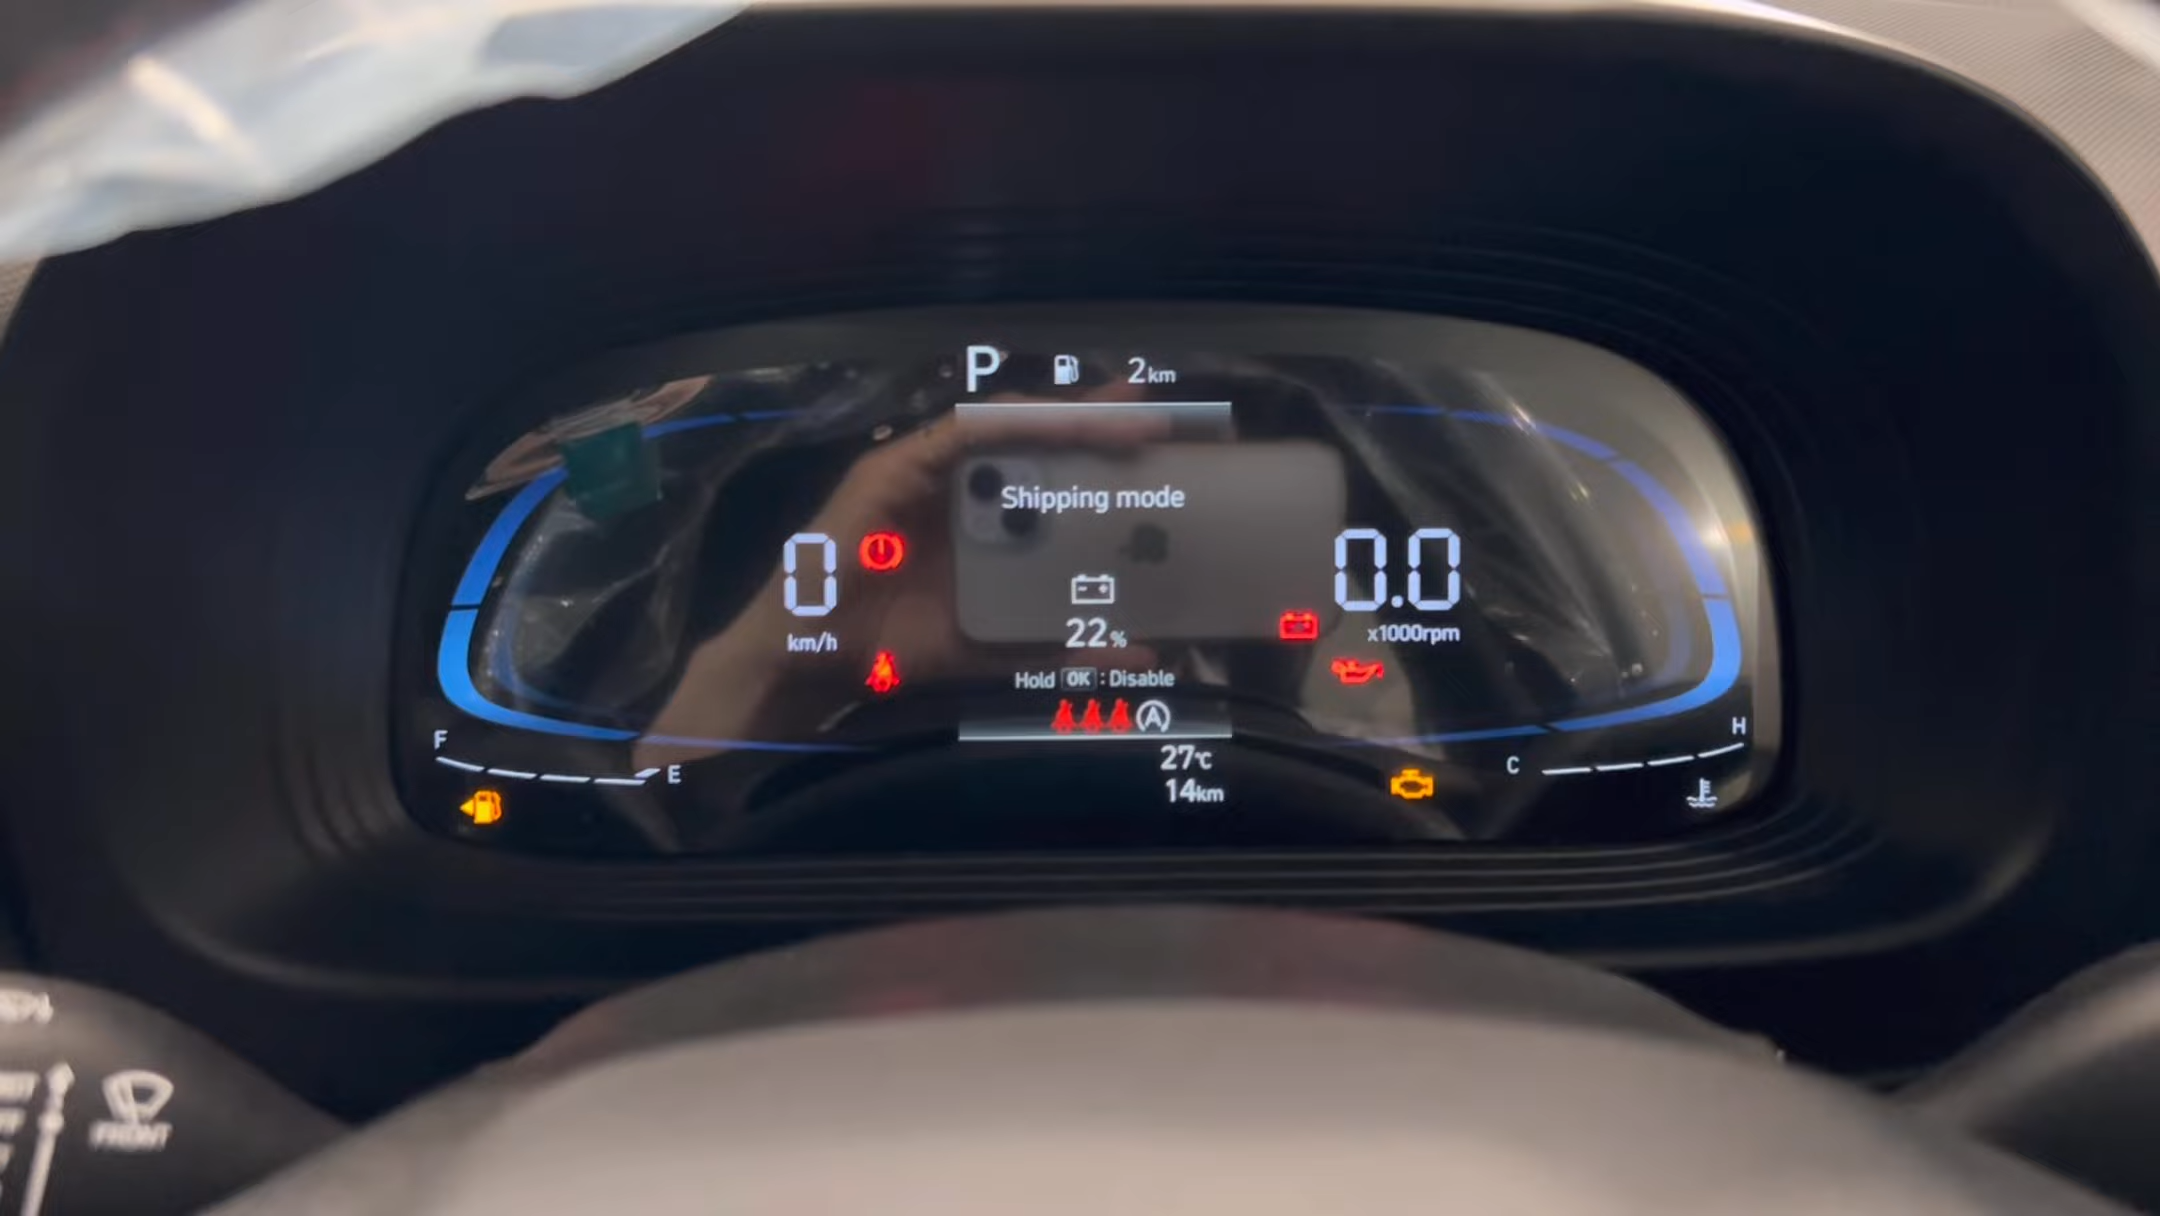 P 2km
Shipping mode
0 0.0
km/h x1000rpm
22%
Hold OK : Disable
A
F H
E C
27°C
14km
FRONT